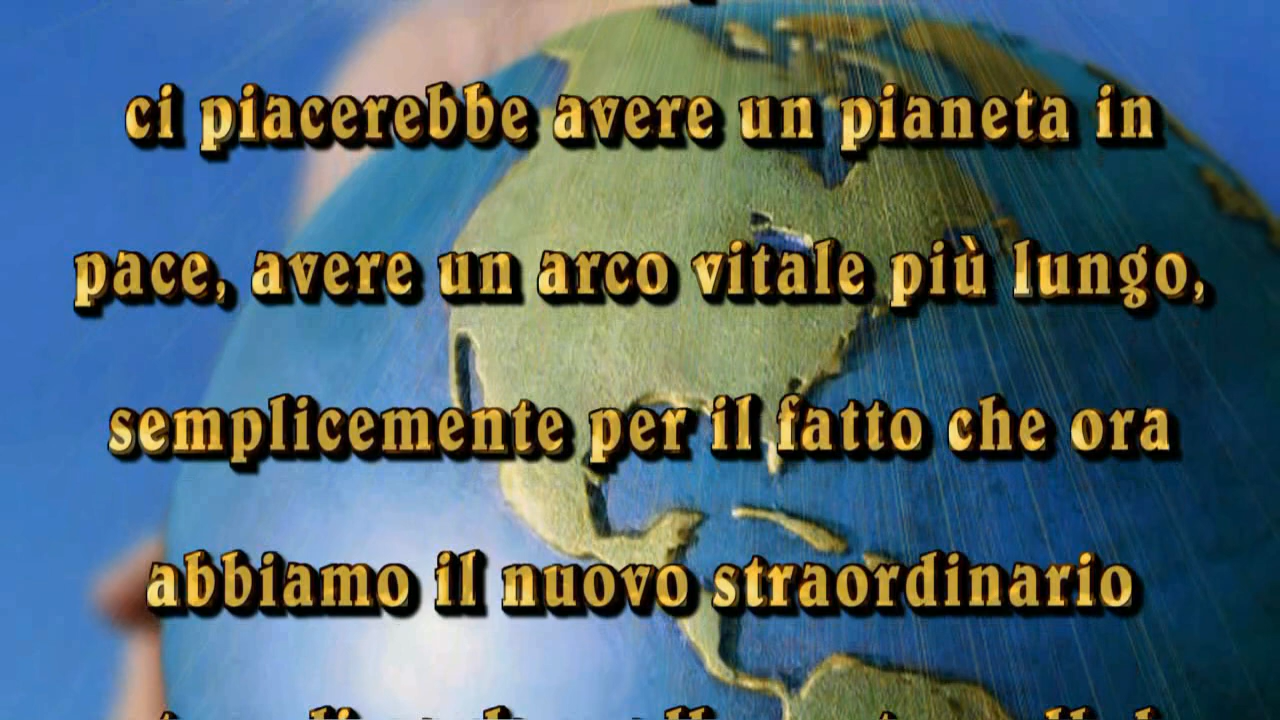 ci piacerebbe avere un pianeta in
pace, avere un arco vitale più lungo,
semplicemente per il fatto che ora
abbiamo il nuovo straordinario